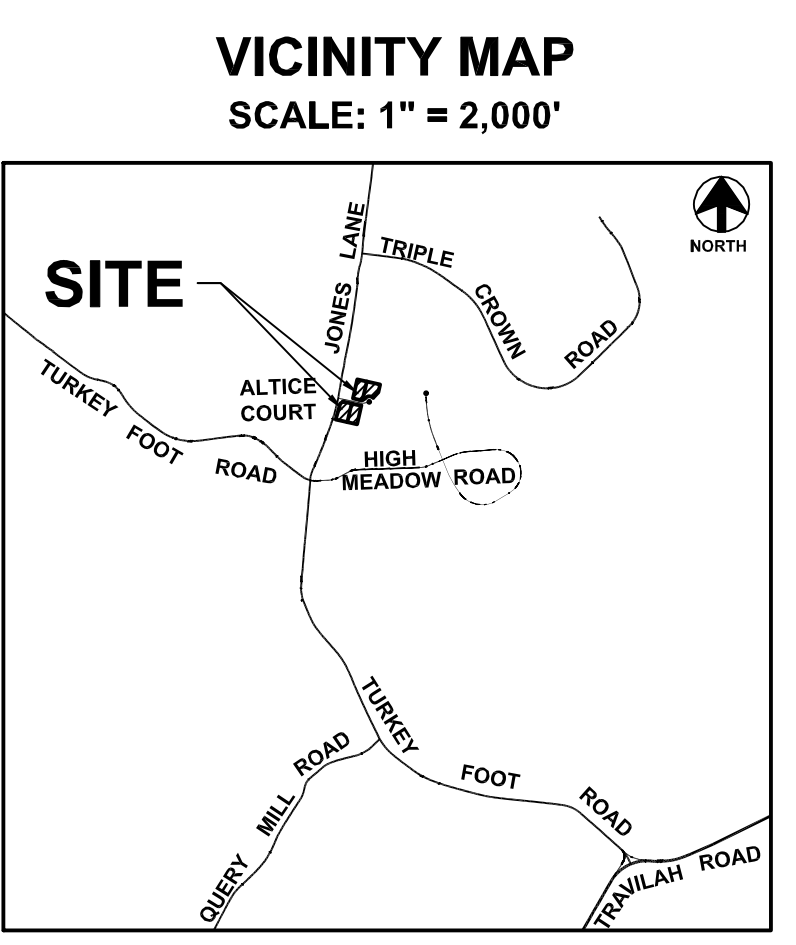 VICINITY MAP
SCALE: 1" = 2,000'
NORTH
JONES LANE
TRIPLE CROWN ROAD
SITE
TURKEY FOOT ROAD
ALTICE
COURT
HIGH
MEADOW ROAD
TURKEY FOOT ROAD
QUERY MILL ROAD
TRAVILAH ROAD